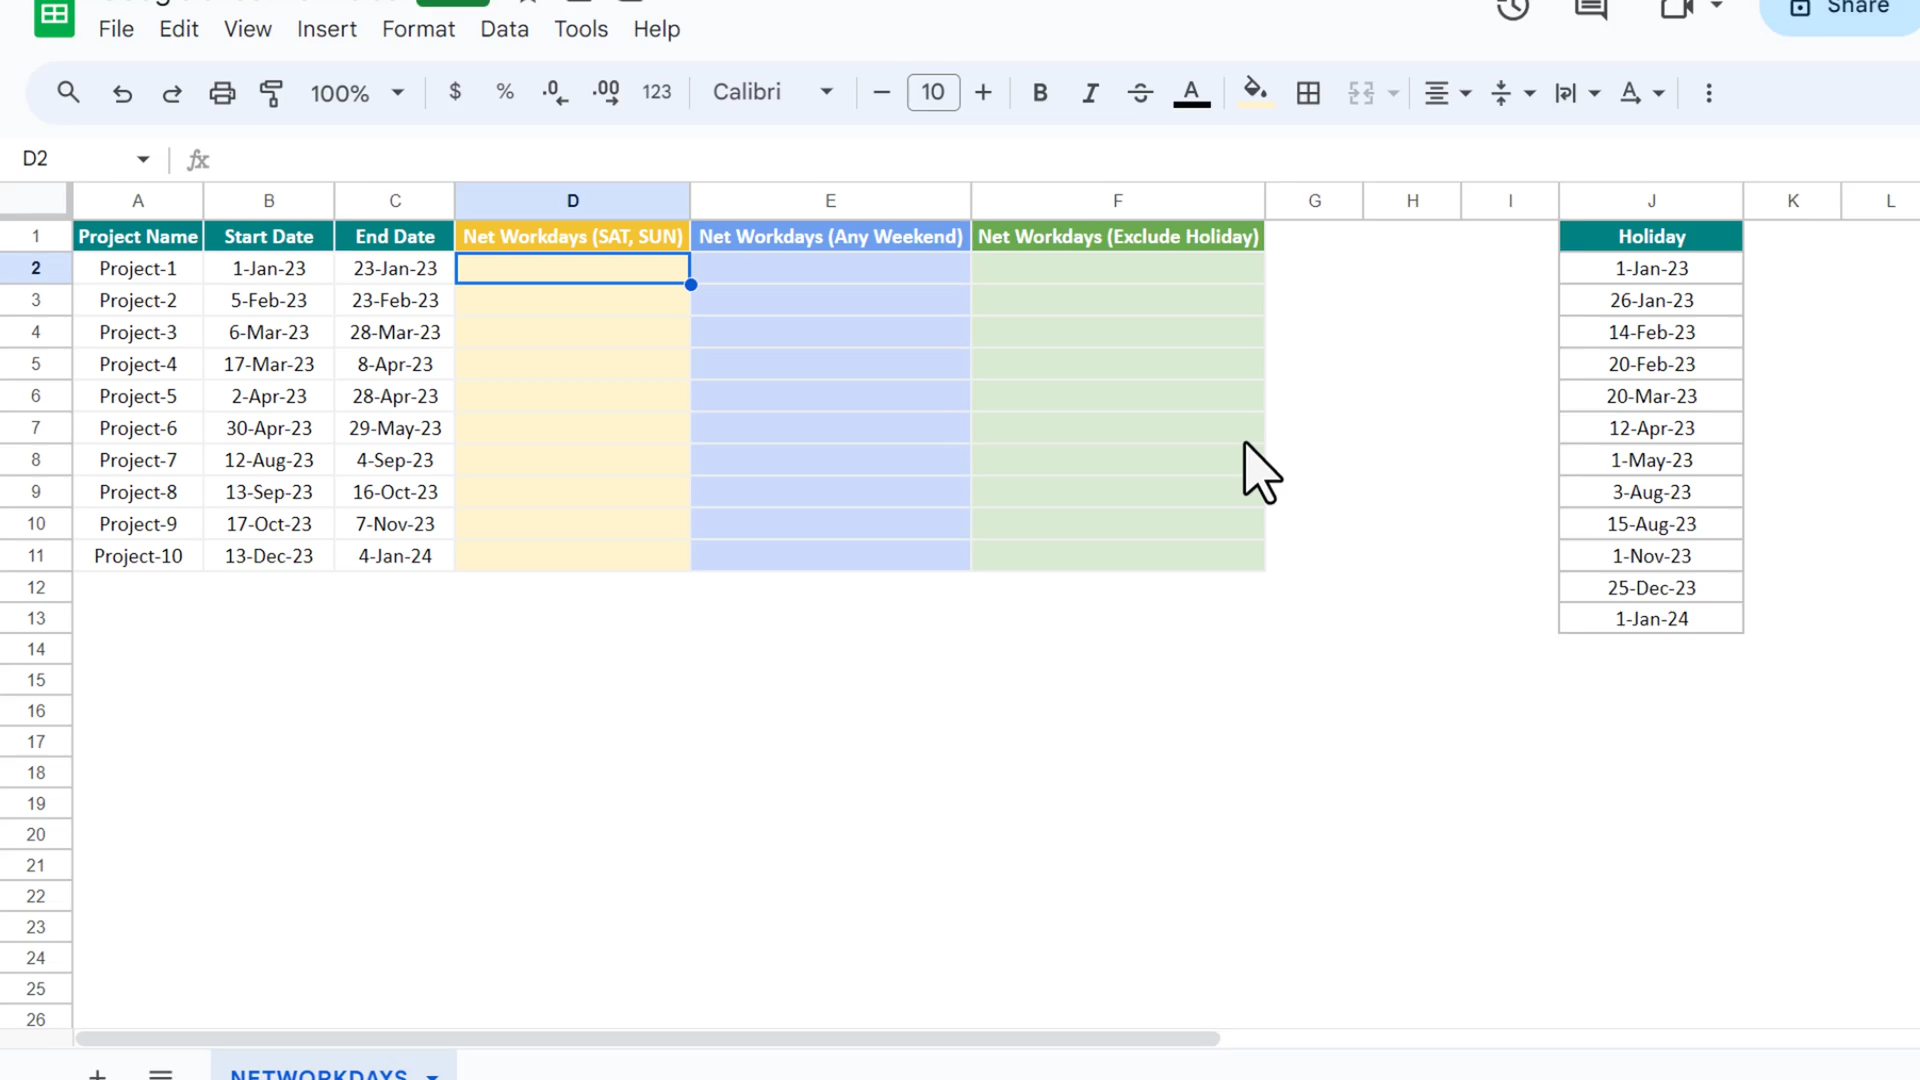 Share
File Edit View Insert Format Data Tools Help
100% $ % .0 .00 123 Calibri 10 B I A
D2 fx
A B C D E F G H I J K L
1 Project Name Start Date End Date Net Workdays (SAT, SUN) Net Workdays (Any Weekend) Net Workdays (Exclude Holiday) Holiday
2 Project-1 1-Jan-23 23-Jan-23 1-Jan-23
3 Project-2 5-Feb-23 23-Feb-23 26-Jan-23
4 Project-3 6-Mar-23 28-Mar-23 14-Feb-23
5 Project-4 17-Mar-23 8-Apr-23 20-Feb-23
6 Project-5 2-Apr-23 28-Apr-23 20-Mar-23
7 Project-6 30-Apr-23 29-May-23 12-Apr-23
8 Project-7 12-Aug-23 4-Sep-23 1-May-23
9 Project-8 13-Sep-23 16-Oct-23 3-Aug-23
10 Project-9 17-Oct-23 7-Nov-23 15-Aug-23
11 Project-10 13-Dec-23 4-Jan-24 1-Nov-23
12 25-Dec-23
13 1-Jan-24
14
15
16
17
18
19
20
21
22
23
24
25
26
NETWORKDAYS